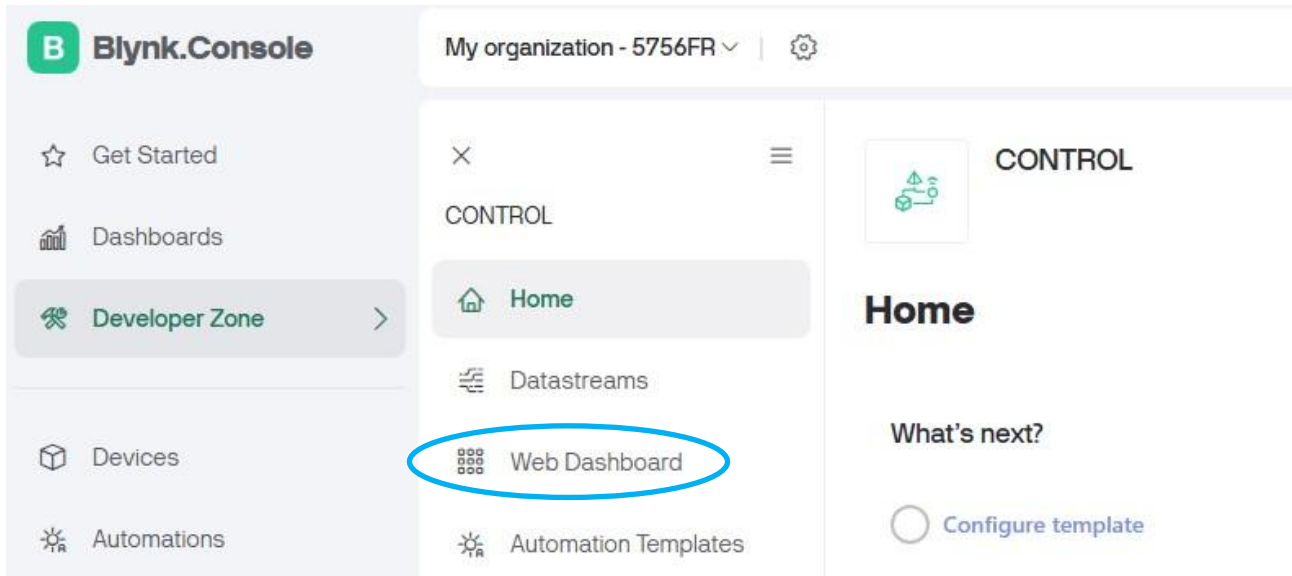 B Blynk.Console
My organization - 5756FR
Get Started
Dashboards
Developer Zone
Devices
Automations
CONTROL
Home
Datastreams
Web Dashboard
Automation Templates
CONTROL
Home
What's next?
Configure template